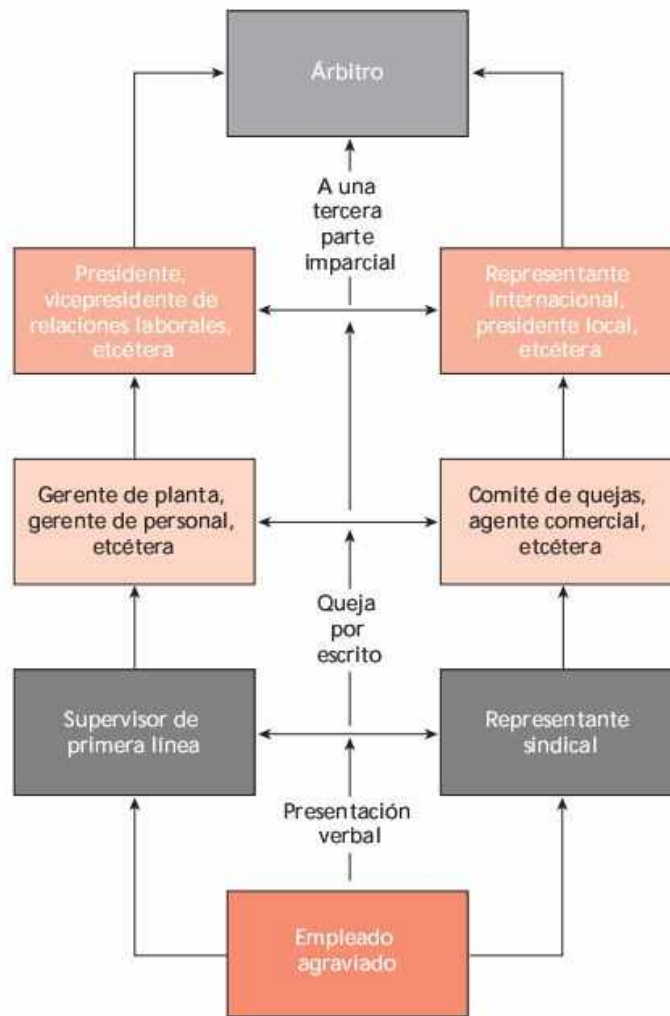 Árbitro
A una
tercera
parte
imparcial
Presidente,
vicepresidente de
relaciones laborales,
etcétera
Representante
internacional,
presidente local,
etcétera
Gerente de planta,
gerente de personal,
etcétera
Comité de quejas,
agente comercial,
etcétera
Queja
por
escrito
Supervisor de
primera línea
Representante
sindical
Presentación
verbal
Empleado
agraviado